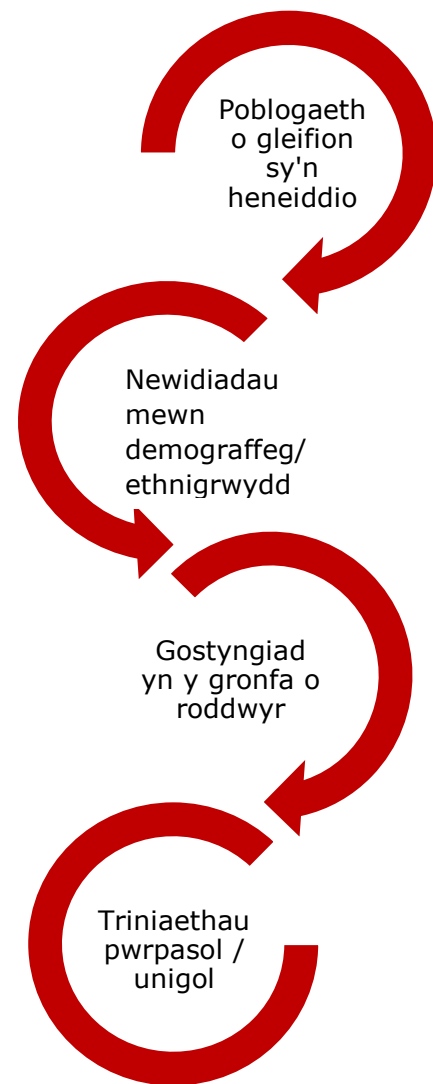 Poblogaeth
o gleifion
sy'n
heneiddio
Newidiadau
mewn
demograffeg/
ethnigrwydd
Gostyngiad
yn y gronfa o
roddwyr
Triniaethau
pwrpasol /
unigol